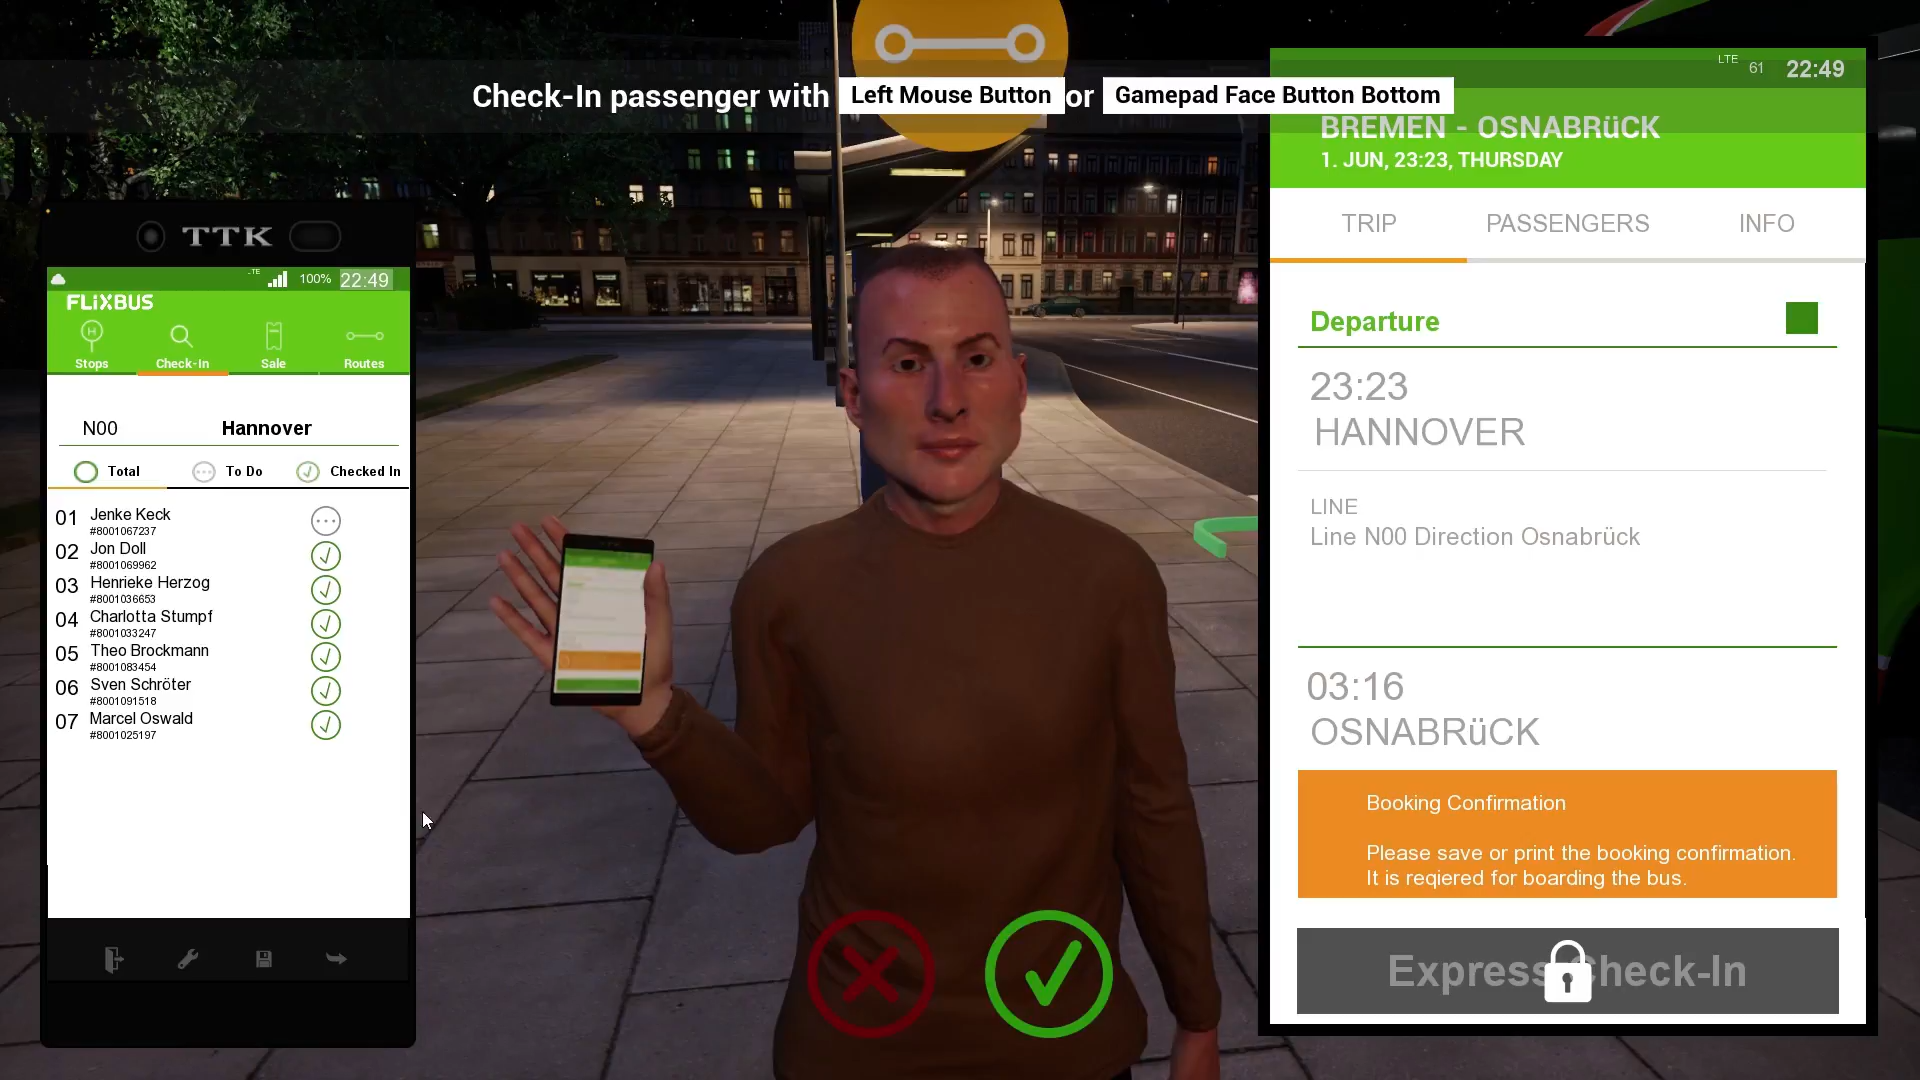 Check-In passenger with Left Mouse Button or Gamepad Face Button Bottom
TTK
LTE 100% 22:49
FLiXBUS
Stops Check-In Sale Routes
N00 Hannover
Total To Do Checked In
01 Jenke Keck
#8001067237
02 Jon Doll
#8001069962
03 Henrieke Herzog
#8001036653
04 Charlotta Stumpf
#8001033247
05 Theo Brockmann
#8001083454
06 Sven Schröter
#8001091518
07 Marcel Oswald
#8001025197
LTE 61 22:49
BREMEN - OSNABRüCK
1. JUN, 23:23, THURSDAY
TRIP PASSENGERS INFO
Departure
23:23
HANNOVER
LINE
Line N00 Direction Osnabrück
03:16
OSNABRüCK
Booking Confirmation
Please save or print the booking confirmation.
It is reqiered for boarding the bus.
Express Check-In